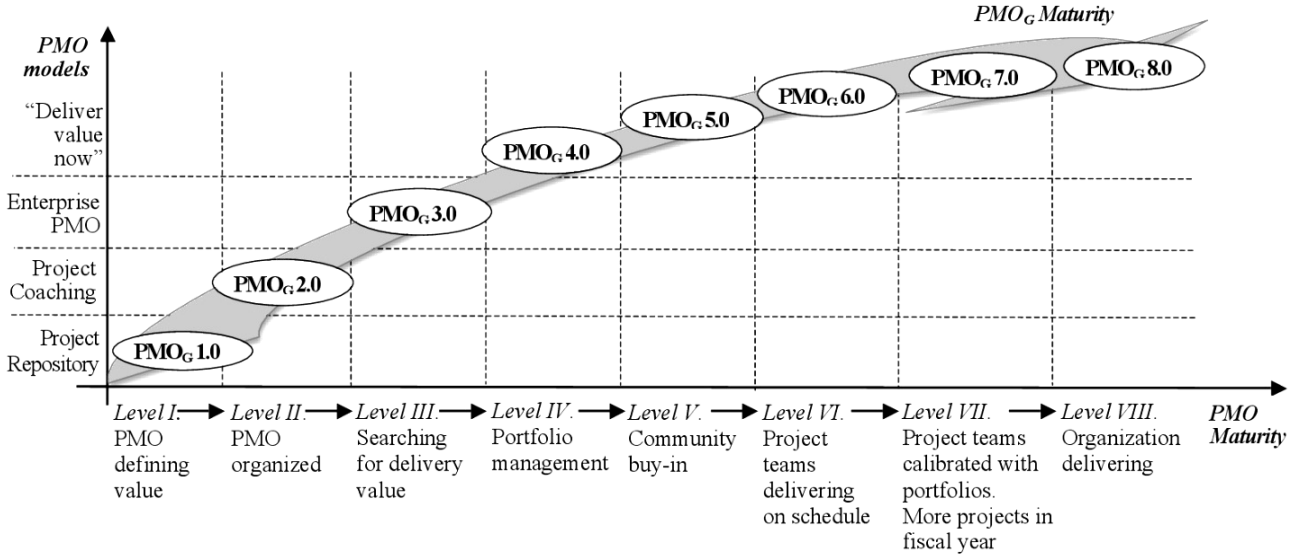 PMOG Maturity
PMO
models
“Deliver
value
now”
Enterprise
PMO
Project
Coaching
Project
Repository
PMOG 1.0
PMOG 2.0
PMOG 3.0
PMOG 4.0
PMOG 5.0
PMOG 6.0
PMOG 7.0
PMOG 8.0
Level I.
PMO
defining
value
Level II.
PMO
organized
Level III.
Searching
for delivery
value
Level IV.
Portfolio
management
Level V.
Community
buy-in
Level VI.
Project
teams
delivering
on schedule
Level VII.
Project teams
calibrated with
portfolios.
More projects in
fiscal year
Level VIII.
Organization
delivering
PMO
Maturity